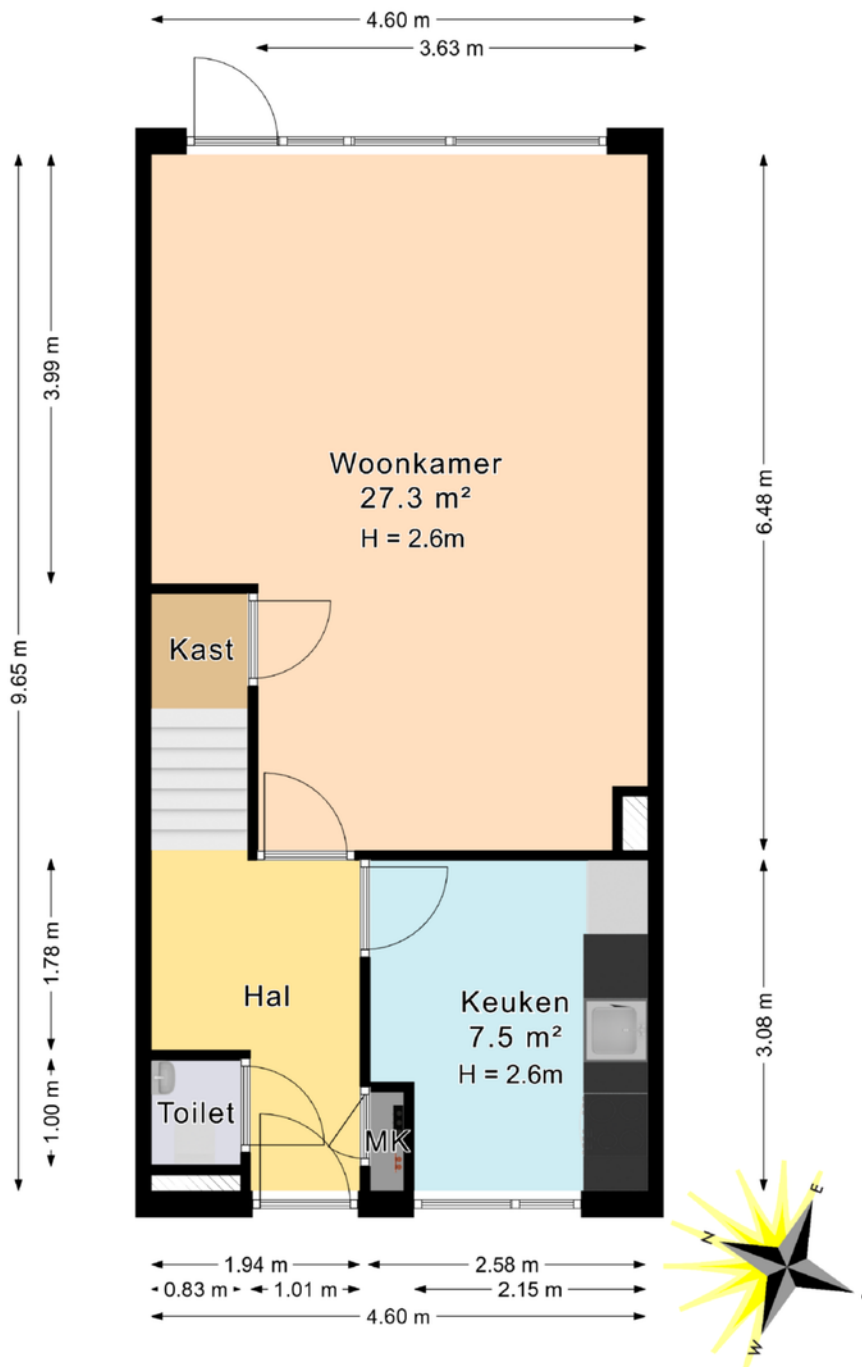 4.60 m
3.63 m
3.99 m
6.48 m
9.65 m
Woonkamer
27.3 m²
H = 2.6m
Kast
1.78 m
Hal
Keuken
7.5 m²
H = 2.6m
3.08 m
1.00 m
Toilet
MK
1.94 m
2.58 m
0.83 m
1.01 m
2.15 m
4.60 m
N
E
W